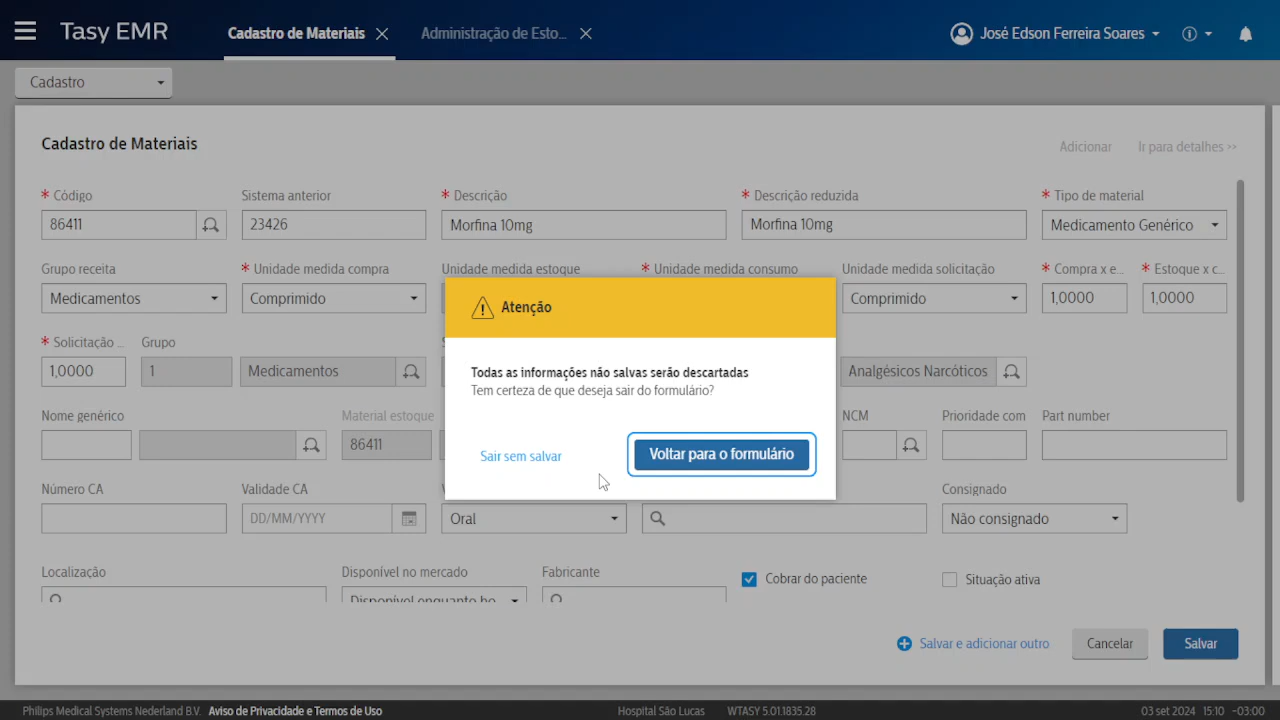 Tasy EMR
Cadastro de Materiais
Administração de Esto...
José Edson Ferreira Soares
Cadastro
Cadastro de Materiais
Adicionar
Ir para detalhes >>
* Código
Sistema anterior
* Descrição
* Descrição reduzida
* Tipo de material
86411
23426
Morfina 10mg
Morfina 10mg
Medicamento Genérico
Grupo receita
* Unidade medida compra
Unidade medida estoque
* Unidade medida consumo
Unidade medida solicitação
* Compra x e...
* Estoque x c...
Medicamentos
Comprimido
Comprimido
1,0000
1,0000
Atenção
* Solicitação ...
Grupo
1,0000
1
Medicamentos
Analgésicos Narcóticos
Todas as informações não salvas serão descartadas
Tem certeza de que deseja sair do formulário?
Nome genérico
Material estoque
NCM
Prioridade com
Part number
86411
Sair sem salvar
Voltar para o formulário
Número CA
Validade CA
Consignado
DD/MM/YYYY
Oral
Não consignado
Localização
Disponível no mercado
Fabricante
Cobrar do paciente
Situação ativa
Salvar e adicionar outro
Cancelar
Salvar
Philips Medical Systems Nederland B.V.
Aviso de Privacidade e Termos de Uso
Hospital São Lucas
WTASY 5.01.1835.28
03 set 2024 15:10 -03:00